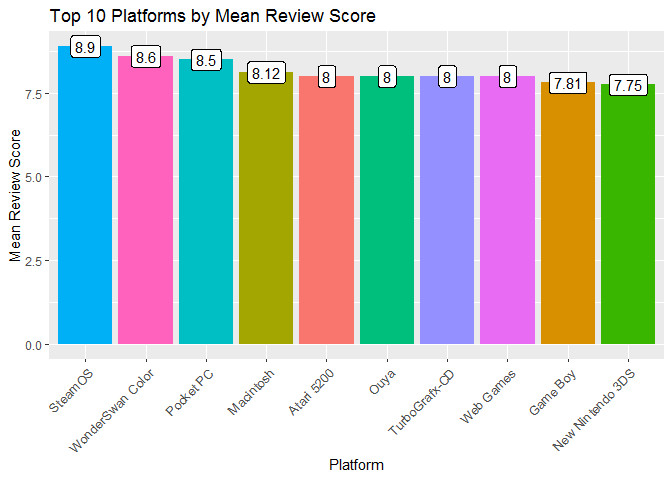 Top 10 Platforms by Mean Review Score
8.9
8.6
8.5
8.12
8
8
8
8
7.81
7.75
7.5
5.0
2.5
0.0
Mean Review Score
SteamOS
WonderSwan Color
Pocket PC
Macintosh
Atari 5200
Ouya
TurboGrafx-CD
Web Games
Game Boy
New Nintendo 3DS
Platform